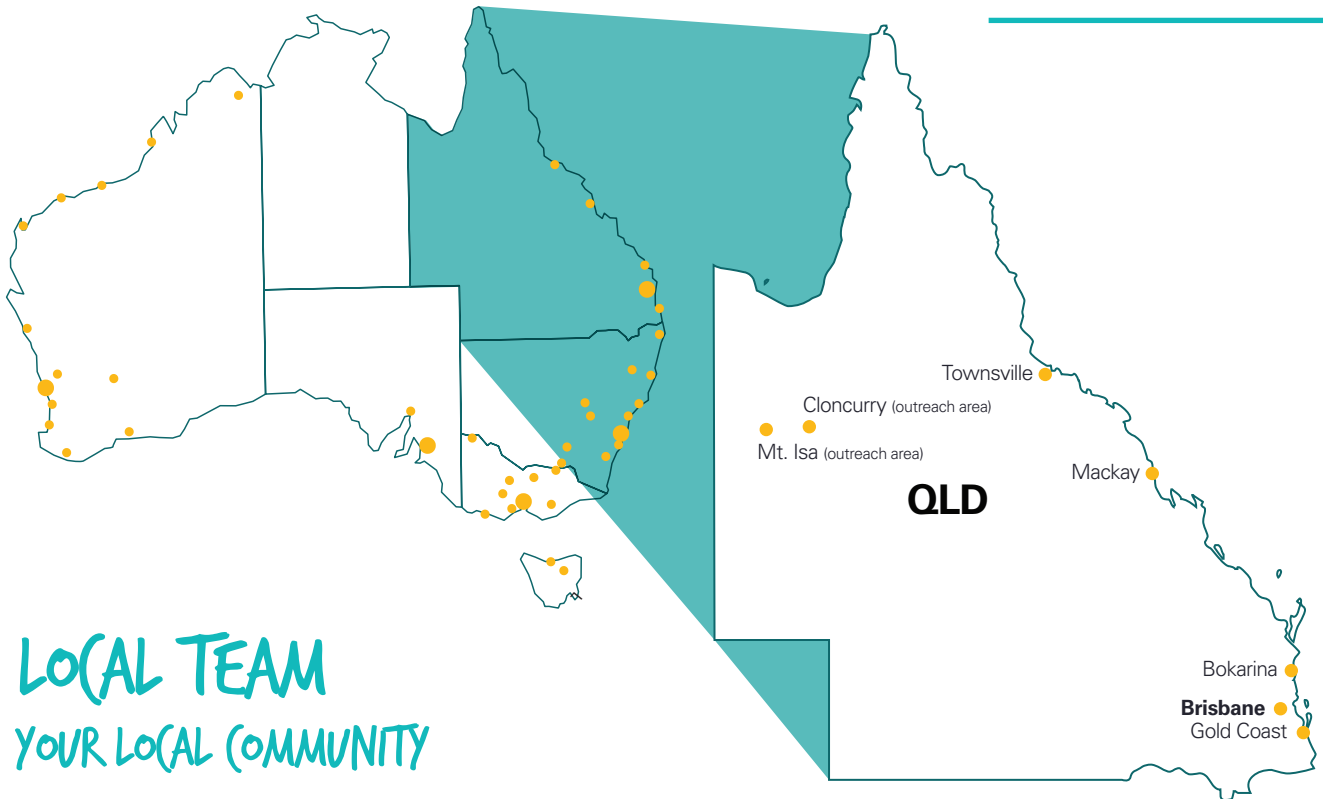 Townsville
Cloncurry (outreach area)
Mt. Isa (outreach area)
Mackay
QLD
Bokarina
Brisbane
Gold Coast
LOCAL TEAM
YOUR LOCAL COMMUNITY